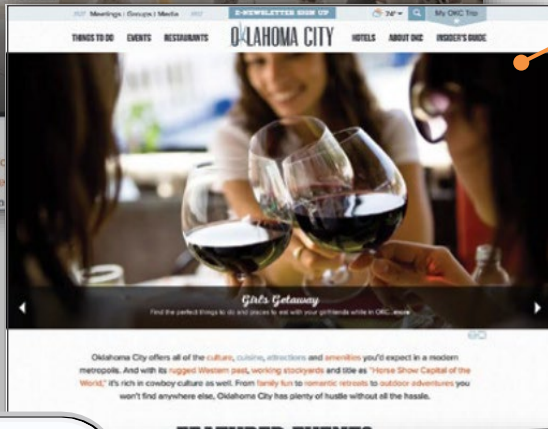 Meetings | Groups | Media
E-NEWSLETTER SIGN UP
74°
My OKC Trip
THINGS TO DO EVENTS RESTAURANTS OKLAHOMA CITY HOTELS ABOUT OKC INSIDER'S GUIDE
Girls Getaway
Find the perfect things to do and places to eat with your girlfriends while in OKC...more
Oklahoma City offers all of the culture, cuisine, attractions and amenities you'd expect in a modern
metropolis. And with its rugged Western past, working stockyards and title as "Horse Show Capital of the
World," it's rich in cowboy culture as well. From family fun to romantic retreats to outdoor adventures you
won't find anywhere else, Oklahoma City has plenty of hustle without all the hassle.
FEATURED EVENTS